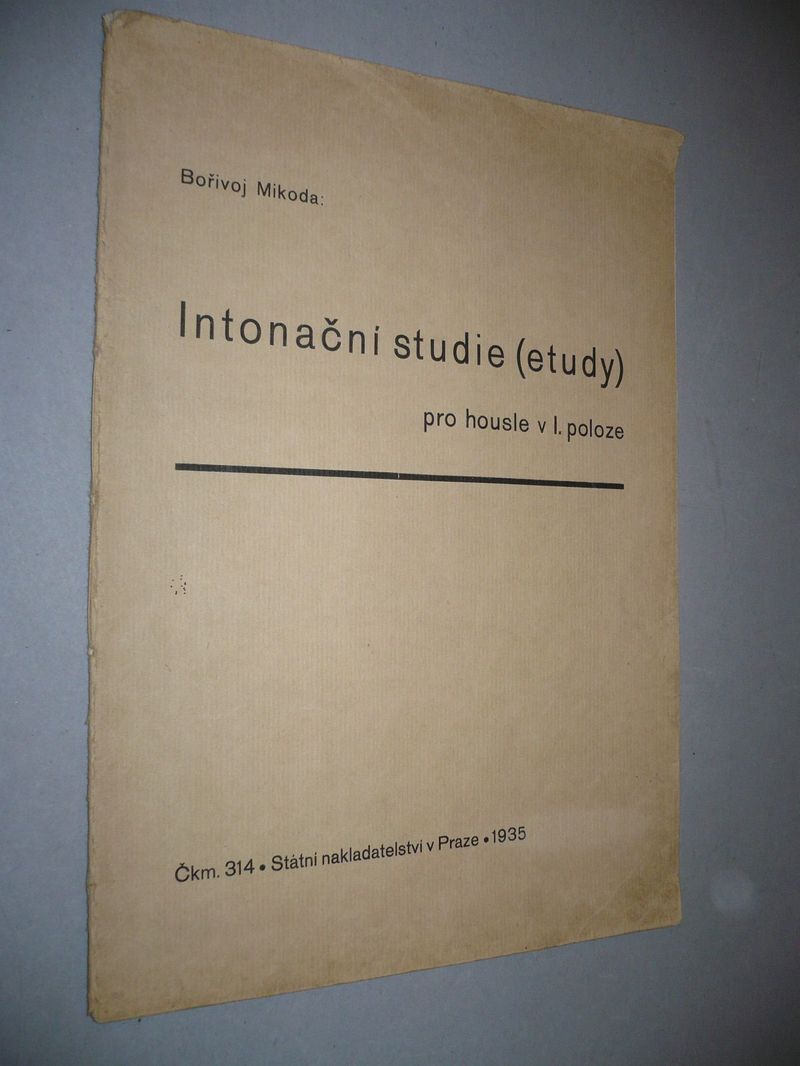 Bořivoj Mikoda:
Intonační studie (etudy)
pro housle v I. poloze
Čkm. 314 • Státní nakladatelství v Praze • 1935